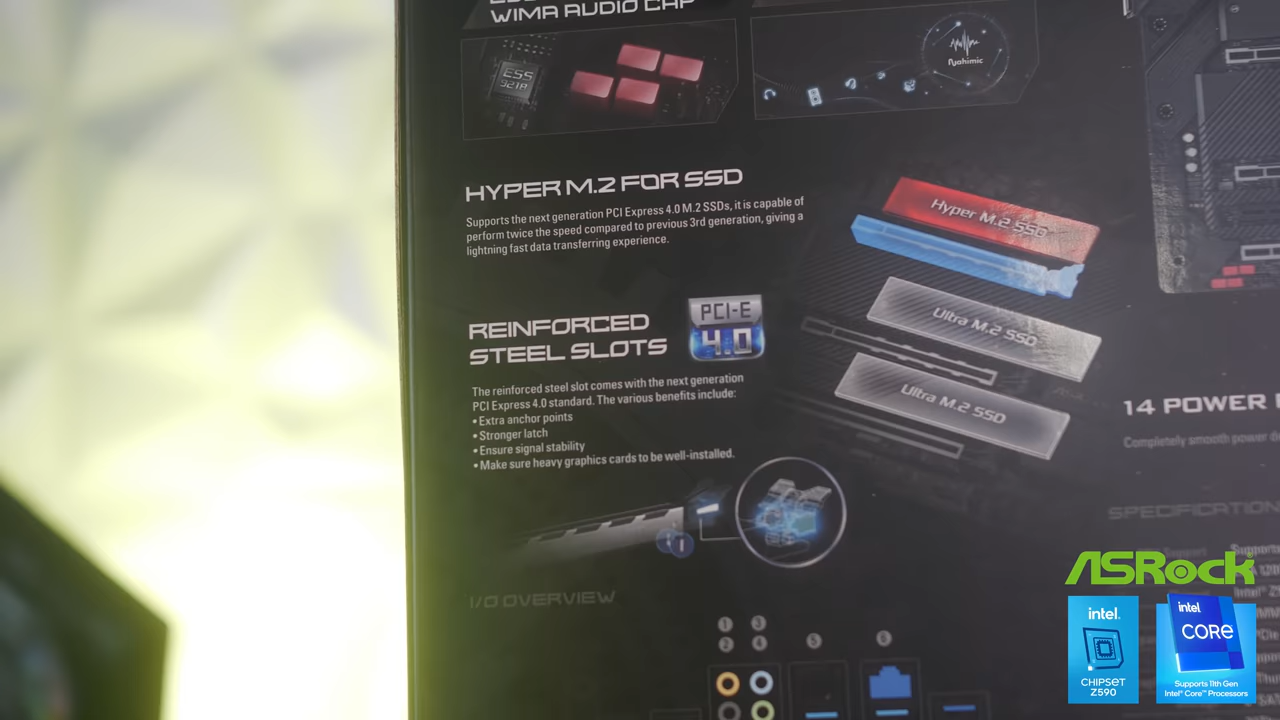 WIMA AUDIO CAP
ESS
921A
Nahimic
HYPER M.2 FOR SSD
Supports the next generation PCI Express 4.0 M.2 SSDs, it is capable of
perform twice the speed compared to previous 3rd generation, giving a
lightning fast data transferring experience.
Hyper M.2 SSD
Ultra M.2 SSD
Ultra M.2 SSD
REINFORCED
STEEL SLOTS
PCI-E
4.0
The reinforced steel slot comes with the next generation
PCI Express 4.0 standard. The various benefits include:
• Extra anchor points
• Stronger latch
• Ensure signal stability
• Make sure heavy graphics cards to be well-installed.
14 POWER
Completely smooth power
SPECIFICATION
I/O OVERVIEW
1 3
2 4
5
6
ASRock
intel.
CHIPSET
Z590
intel
CORE
Supports 11th Gen
Intel® Core™ Processors